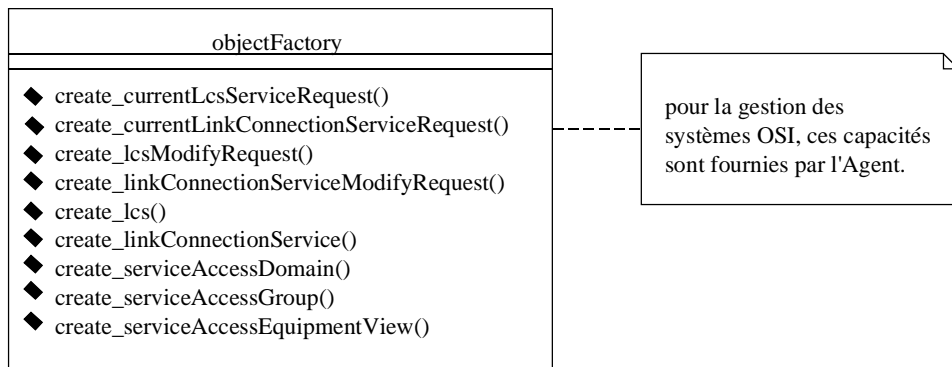 objectFactory
create_currentLcsServiceRequest()
create_currentLinkConnectionServiceRequest()
create_lcsModifyRequest()
create_linkConnectionServiceModifyRequest()
create_lcs()
create_linkConnectionService()
create_serviceAccessDomain()
create_serviceAccessGroup()
create_serviceAccessEquipmentView()
pour la gestion des
systèmes OSI, ces capacités
sont fournies par l'Agent.